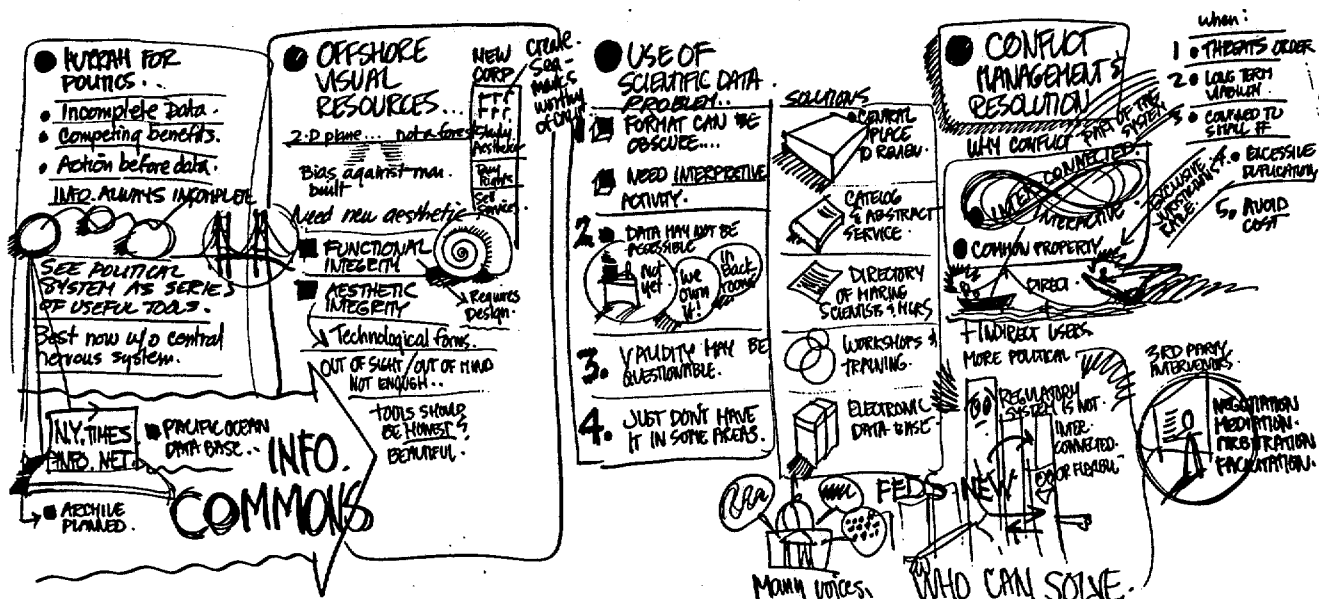 HURRAH FOR
POLITICS..
Incomplete Data.
Competing benefits.
Action before data.
INFO. ALWAYS INCOMPLETE
SEE POLITICAL
SYSTEM AS SERIES
OF USEFUL TOOLS.
Best now w/o central
nervous system.
N.Y. TIMES
INFO. NET.
ARCHIVE
PLANNED.
PACIFIC OCEAN
DATA BASE..
INFO.
COMMONS
OFFSHORE
VISUAL
RESOURCES...
2-D plane... not a forest
Bias against man.
built
Need new aesthetic
FUNCTIONAL
INTEGRITY
AESTHETIC
INTEGRITY
Technological forms.
OUT OF SIGHT/OUT OF MIND
NOT ENOUGH..
TOOLS SHOULD
BE HONEST &
BEAUTIFUL.
Requires
Design.
NEW
CORP
Study
Aesthetics
Buy
Rights
Sell
Services
Create.
Sea-
marks
worthy
of
USE OF
SCIENTIFIC DATA
PROBLEM..
1 FORMAT CAN BE
OBSCURE....
NEED INTERPRETIVE
ACTIVITY.
2 DATA MAY NOT BE
ACESSIBLE
not
yet.
we
own
it!
in
Back
room
3. VALIDITY MAY BE
QUESTIONABLE.
4. JUST DON'T HAVE
IT IN SOME AREAS.
SOLUTIONS
CENTRAL
PLACE
TO REVIEW.
CATALOG
& ABSTRACT
SERVICE.
DIRECTORY
OF MARINE
SCIENTISTS & MGRS
WORKSHOPS &
TRAINING.
ELECTRONIC
DATA-BASE.
Many voices,
FEDS NEW
WHO CAN SOLVE.
CONFLICT
MANAGEMENT &
RESOLUTION
WHY CONFLICT
PART OF THE
SYSTEM
INTER CONNECTED
INTERACTIVE
EXCLUSIVE
COMMON PROPERTY.
DIRECT
+ INDIRECT USERS
MORE POLITICAL
REGULATORY
SYSTEM IS NOT
INTER-
CONNECTED
OR FLEXIBLE
when:
1 THREATS ORDER
2 LONG TERM
3 CONFINED TO
SMALL #
4. EXCESSIVE
DUPLICATION
5. AVOID
COST
3RD PARTY
INTERVENORS.
NEGOTIATION
MEDIATION.
ARBITRATION
FACILITATION.